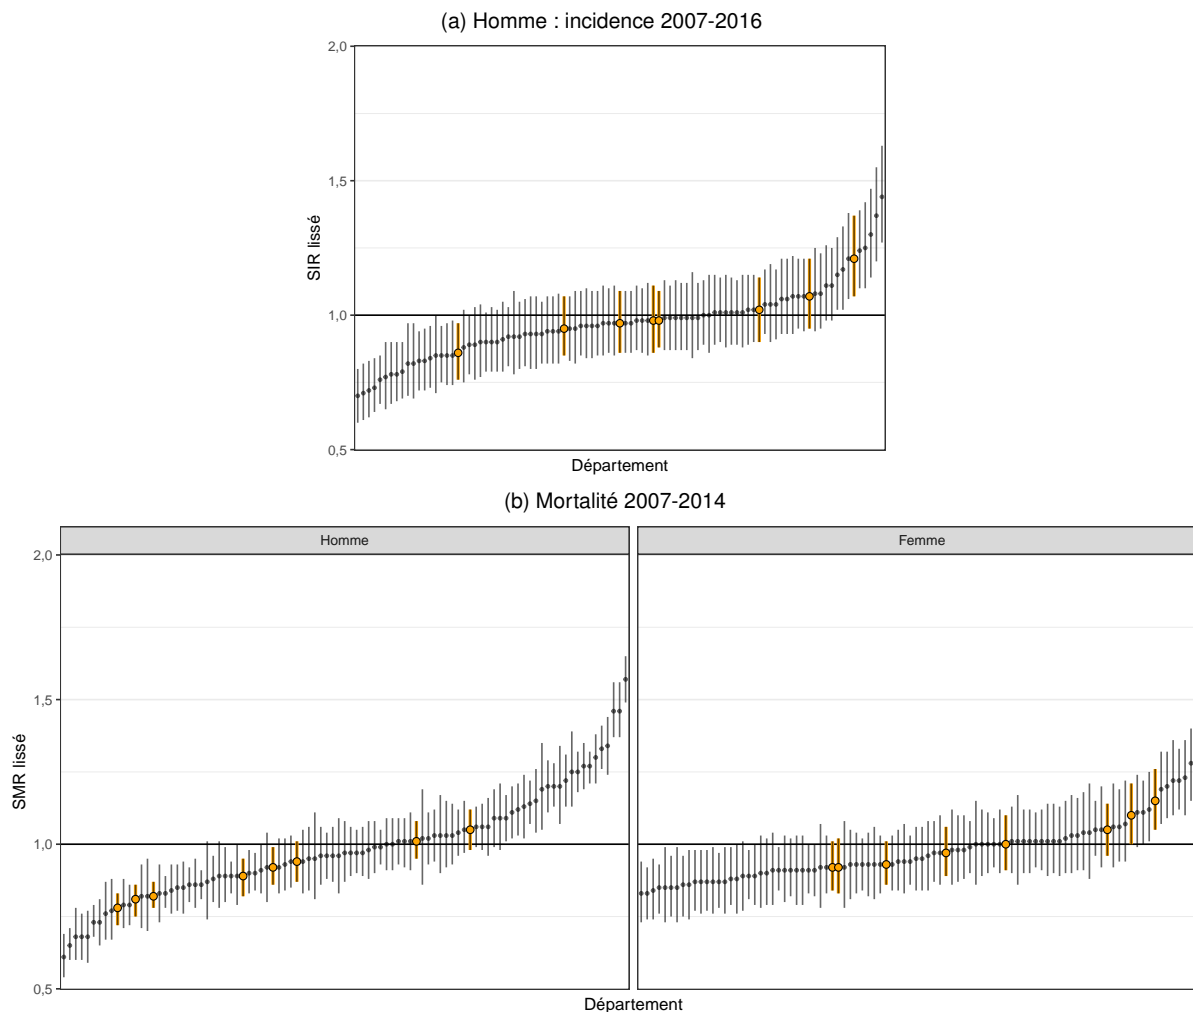 (a) Homme : incidence 2007-2016
2,0
1,5
1,0
0,5
SIR lissé
Département
(b) Mortalité 2007-2014
Homme
Femme
2,0
1,5
1,0
0,5
SMR lissé
Département